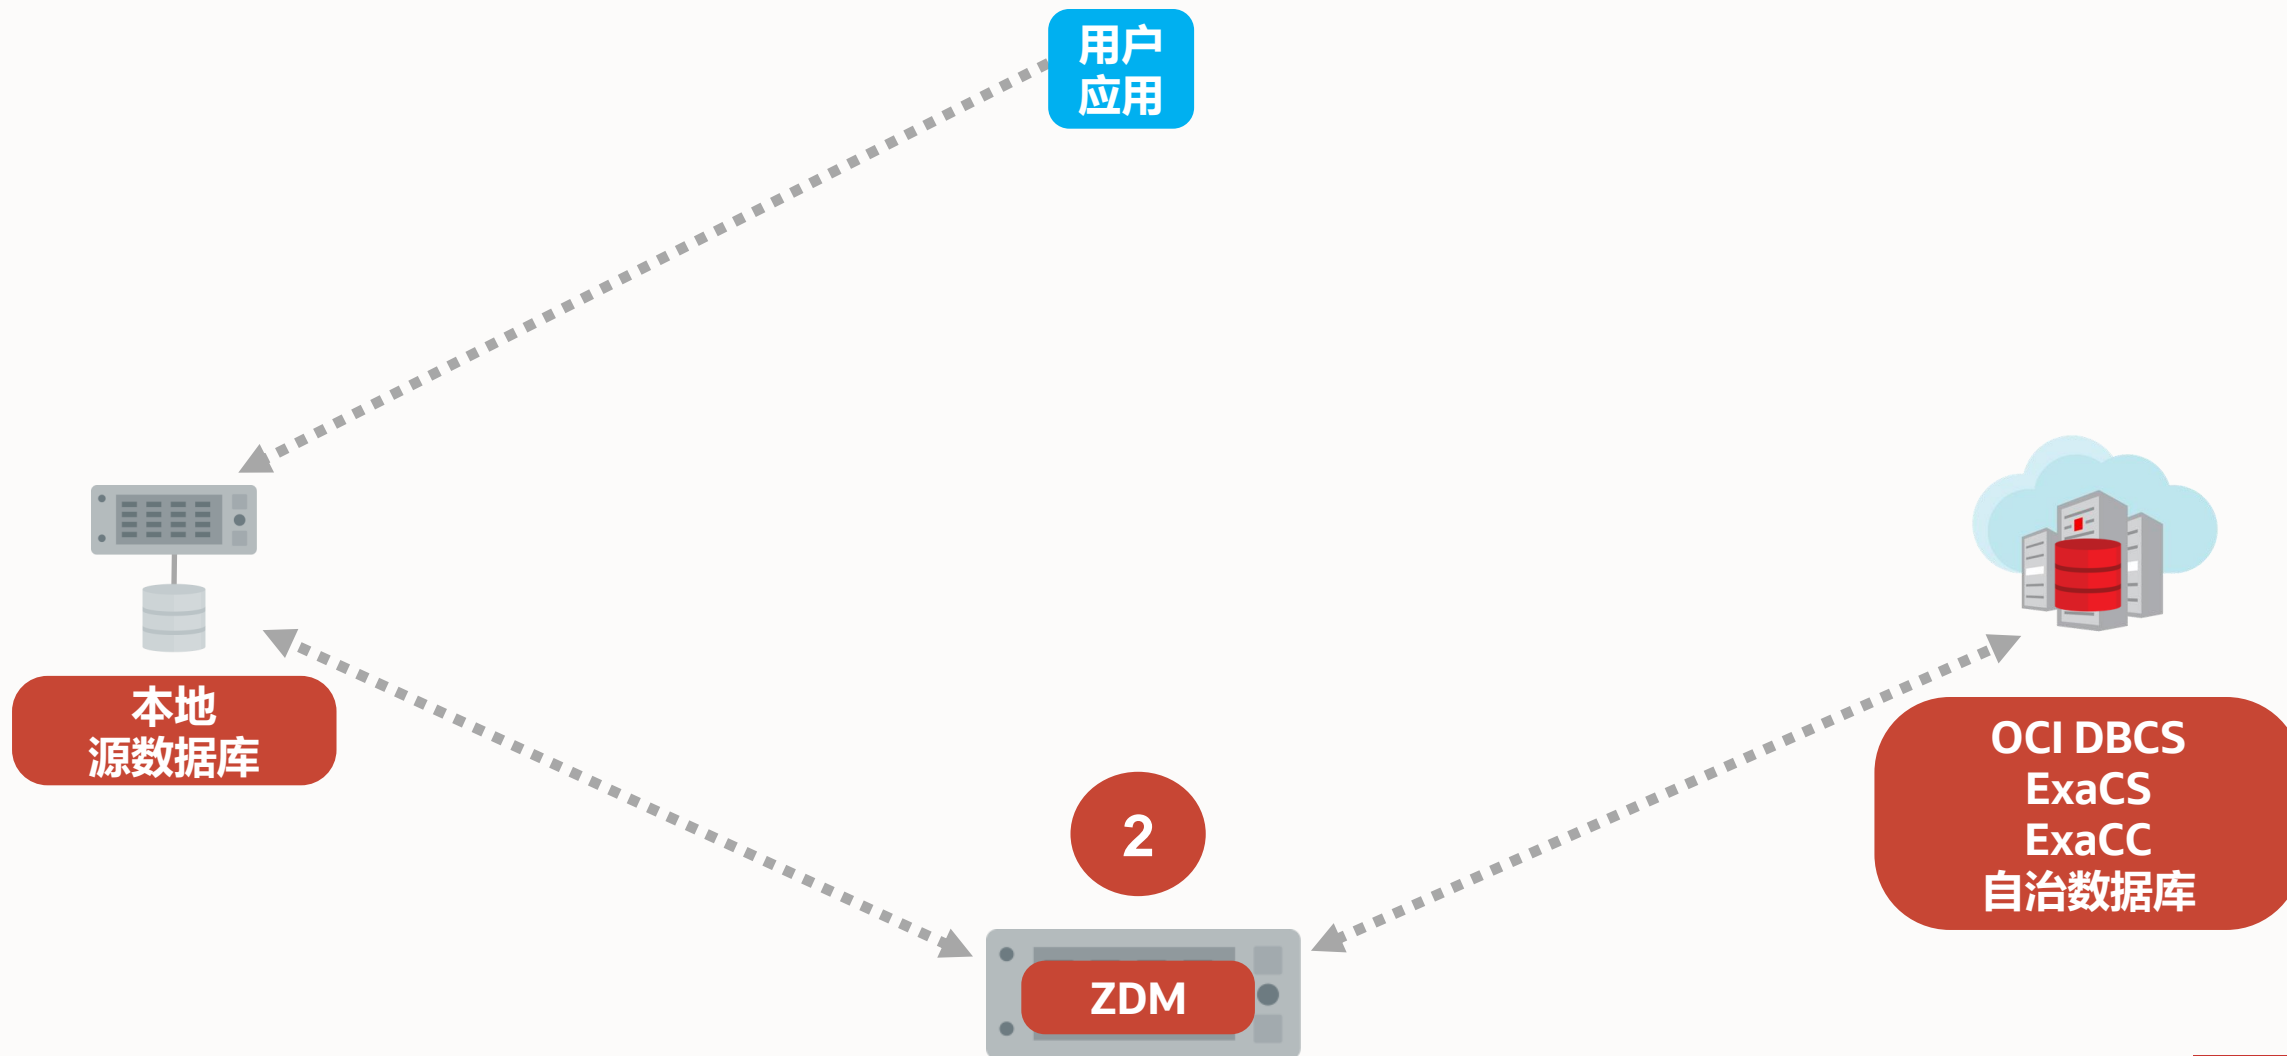 用户
应用
本地
源数据库
2
ZDM
OCI DBCS
ExaCS
ExaCC
自治数据库